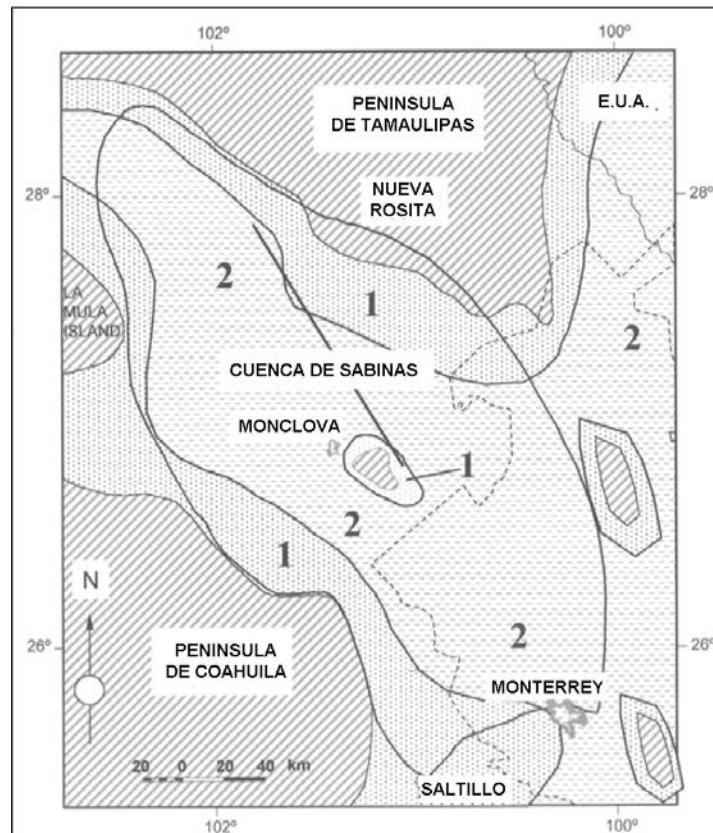 102º
100º
PENINSULA
DE TAMAULIPAS
E.U.A.
28º
28º
NUEVA
ROSITA
2
LA
MULA
ISLAND
1
2
CUENCA DE SABINAS
MONCLOVA
1
2
1
N
26º
2
26º
PENINSULA
DE COAHUILA
MONTERREY
20 0 20 40 km
SALTILLO
102º
100º